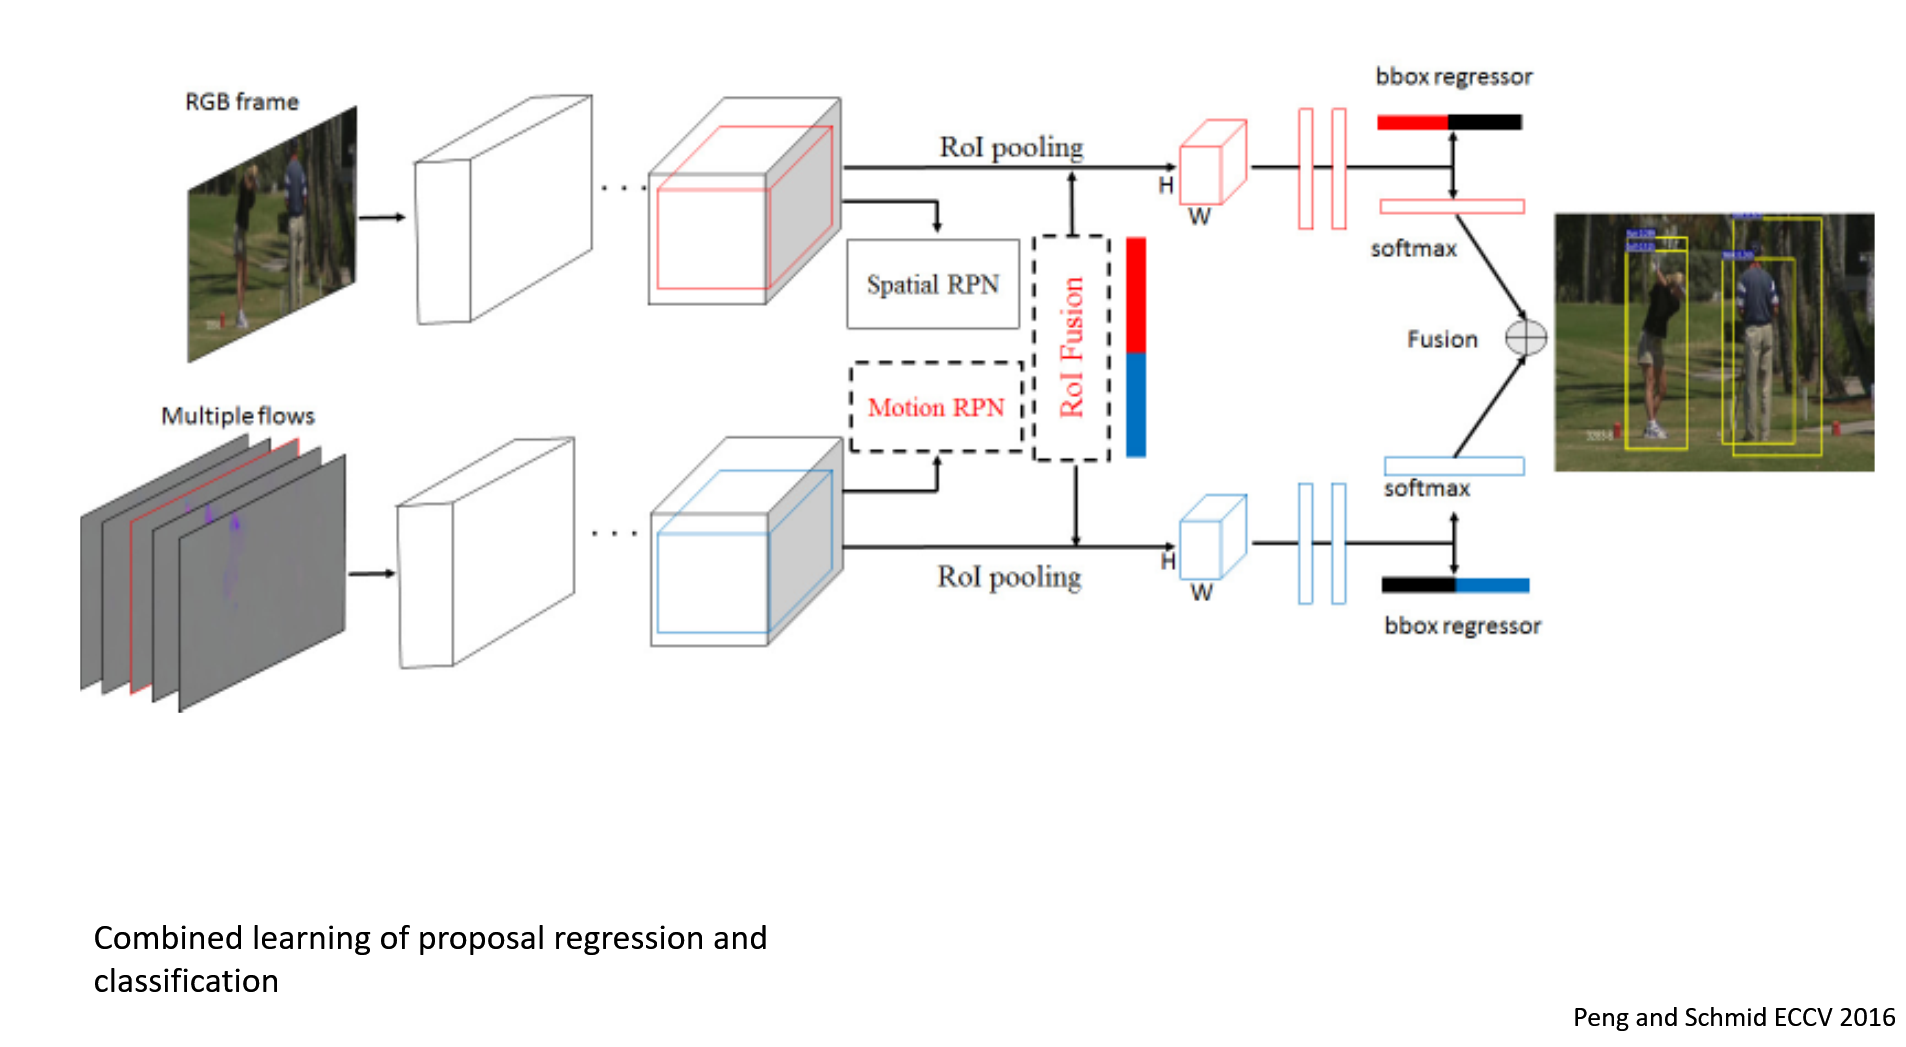 RGB frame
bbox regressor
RoI pooling
H
W
softmax
Spatial RPN
RoI Fusion
Fusion
Motion RPN
Multiple flows
softmax
H
W
RoI pooling
bbox regressor
Combined learning of proposal regression and
classification
Peng and Schmid ECCV 2016